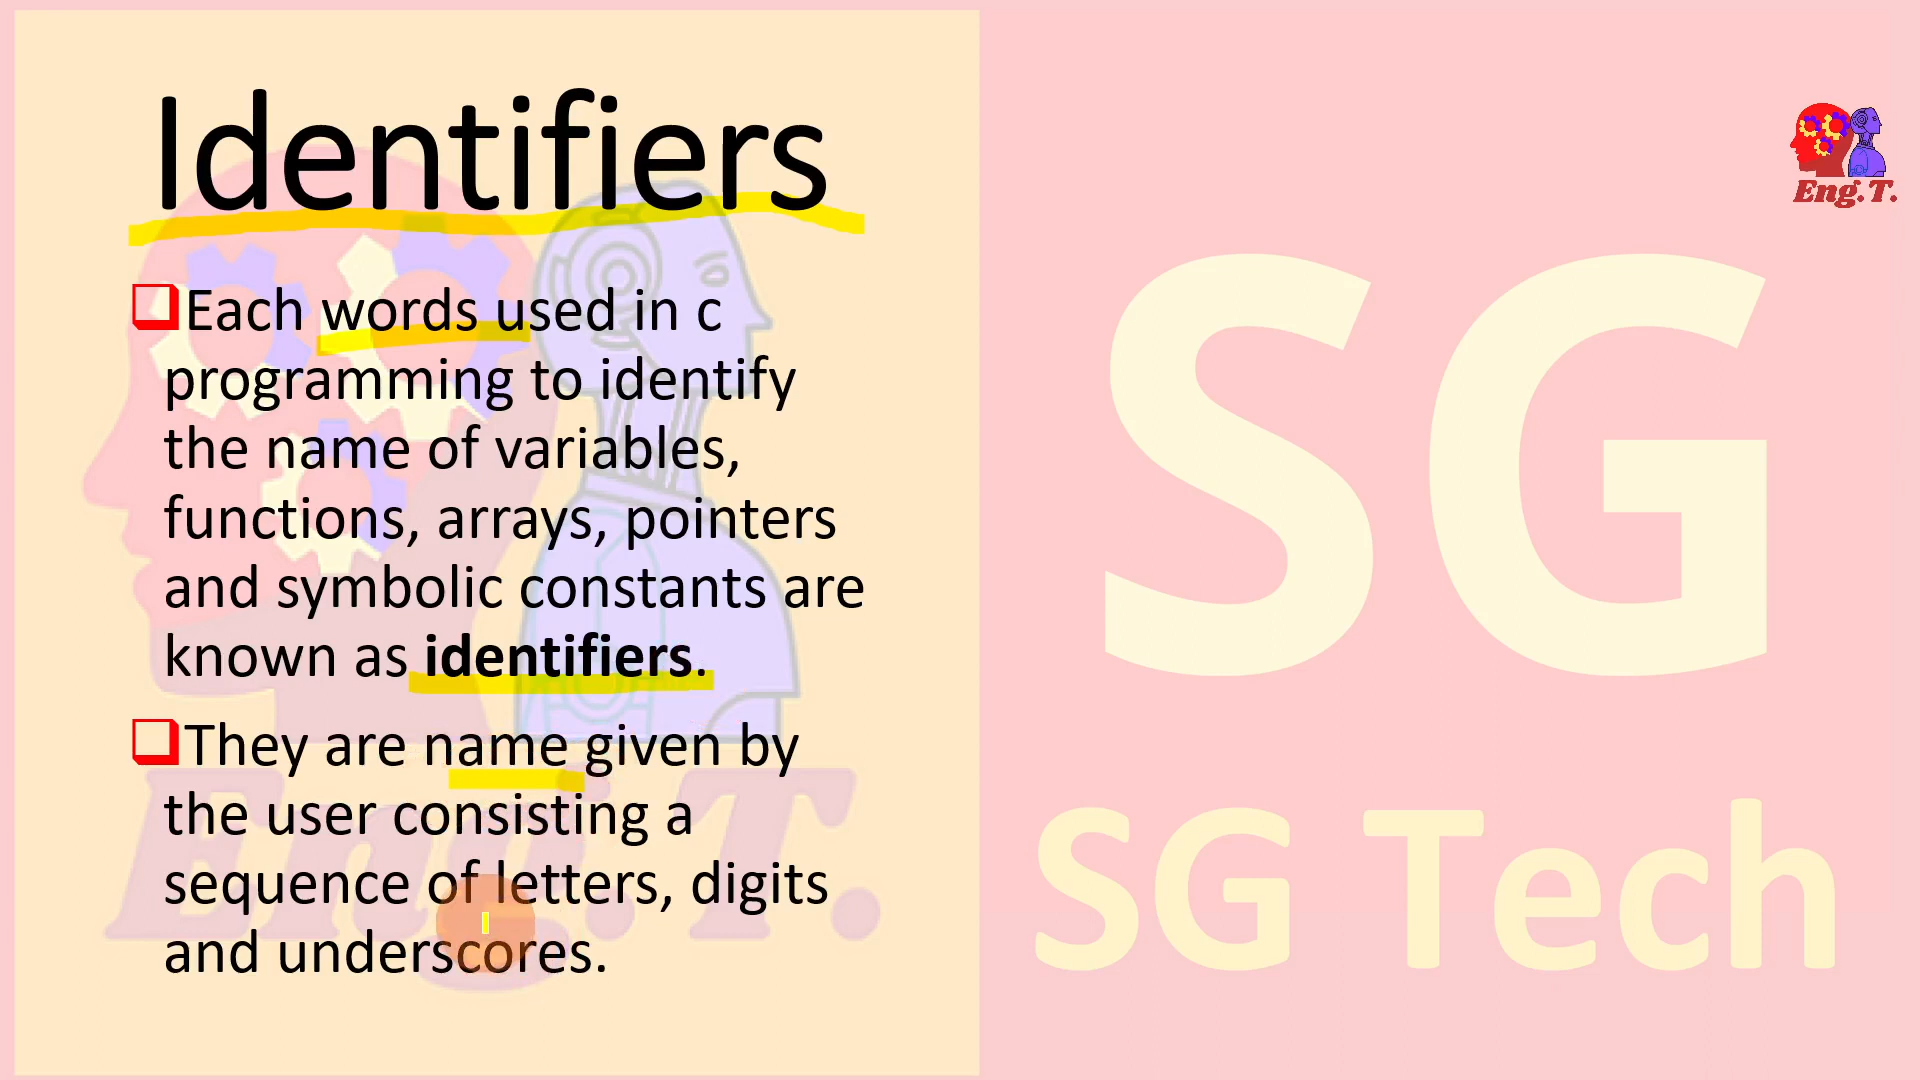 Identifiers
Each words used in c
programming to identify
the name of variables,
functions, arrays, pointers
and symbolic constants are
known as identifiers.
They are name given by
the user consisting a
sequence of letters, digits
and underscores.
Eng.T.
Eng.T.
SG
SG Tech